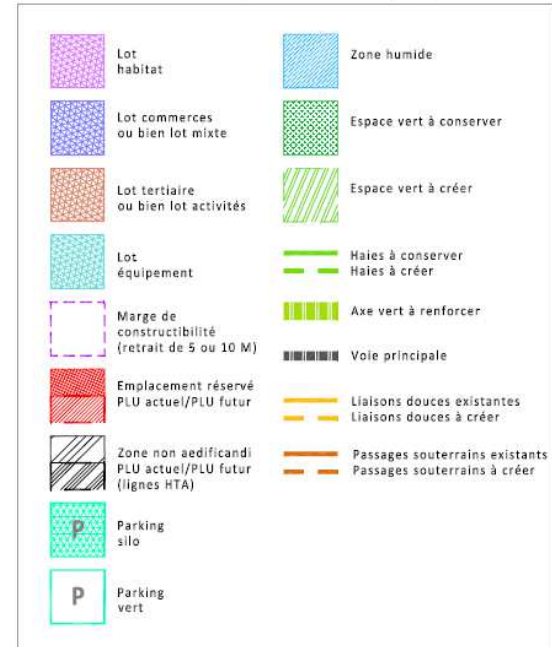 Lot
habitat
Lot commerces
ou bien lot mixte
Lot tertiaire
ou bien lot activités
Lot
équipement
Marge de
constructibilité
(retrait de 5 ou 10 M)
Emplacement réservé
PLU actuel/PLU futur
Zone non aedificandi
PLU actuel/PLU futur
(lignes HTA)
P
Parking
silo
P
Parking
vert
Zone humide
Espace vert à conserver
Espace vert à créer
Haies à conserver
Haies à créer
Axe vert à renforcer
Voie principale
Liaisons douces existantes
Liaisons douces à créer
Passages souterrains existants
Passages souterrains à créer